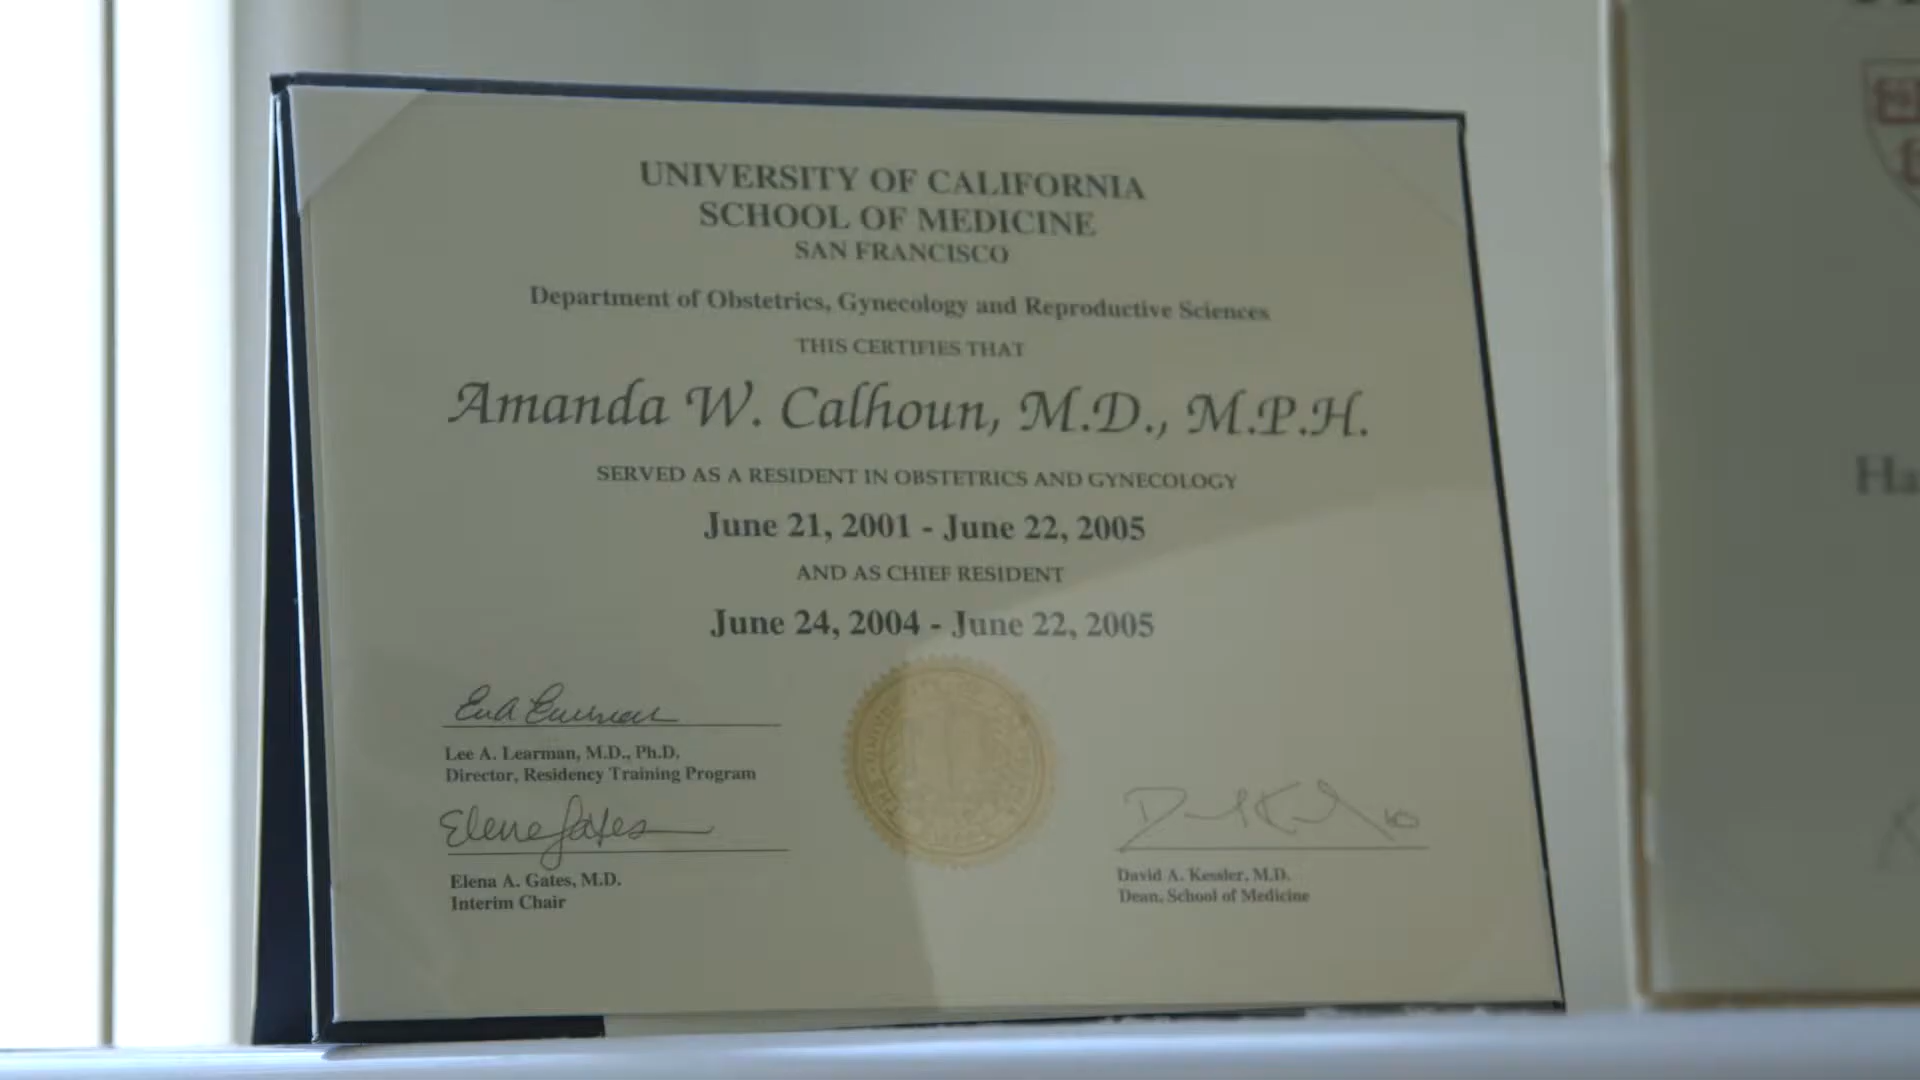 UNIVERSITY OF CALIFORNIA
SCHOOL OF MEDICINE
SAN FRANCISCO
Department of Obstetrics, Gynecology and Reproductive Sciences
THIS CERTIFIES THAT
Amanda W. Calhoun, M.D., M.P.H.
SERVED AS A RESIDENT IN OBSTETRICS AND GYNECOLOGY
June 21, 2001 - June 22, 2005
AND AS CHIEF RESIDENT
June 24, 2004 - June 22, 2005
Lee A. Learman, M.D., Ph.D.
Director, Residency Training Program
Elena Gates
Elena A. Gates, M.D.
Interim Chair
David A. Kessler, M.D.
Dean, School of Medicine
Ha